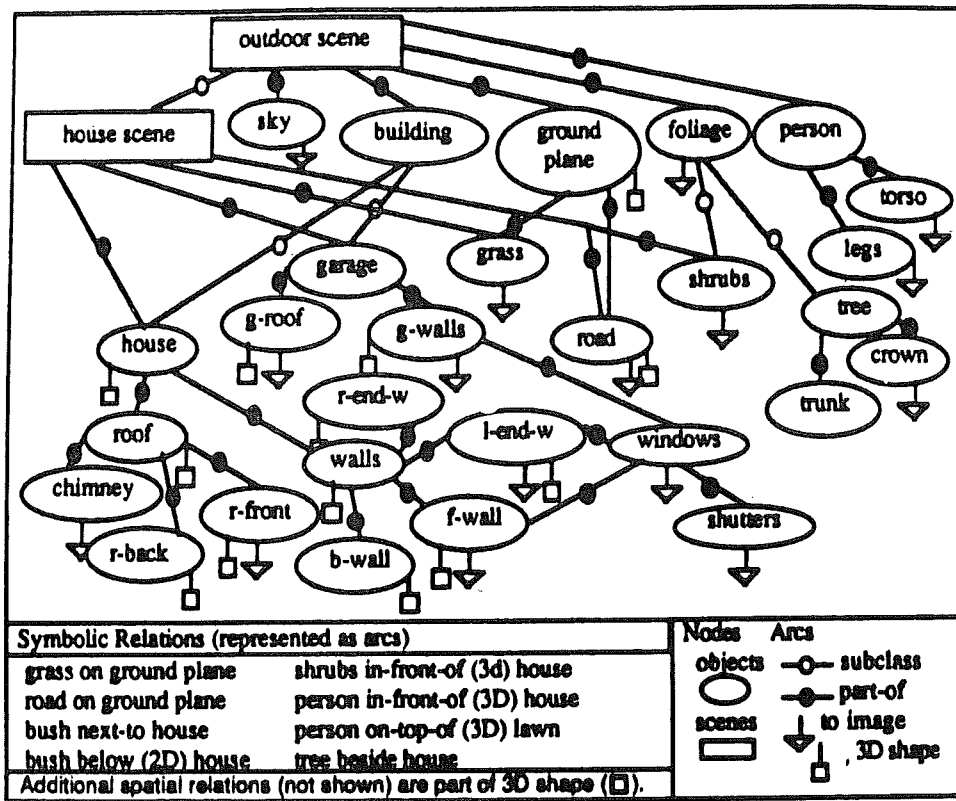 outdoor scene
house scene
sky
building
ground
plane
foliage
person
torso
legs
garage
grass
shrubs
tree
g-roof
g-walls
road
house
crown
r-end-w
trunk
roof
l-end-w
windows
walls
chimney
r-front
f-wall
shutters
r-back
b-wall
Symbolic Relations (represented as arcs)
grass on ground plane shrubs in-front-of (3d) house
road on ground plane person in-front-of (3D) house
bush next-to house person on-top-of (3D) lawn
bush below (2D) house tree beside house
Additional spatial relations (not shown) are part of 3D shape ( ).
Nodes Arcs
objects subclass
part-of
scenes to image
, 3D shape